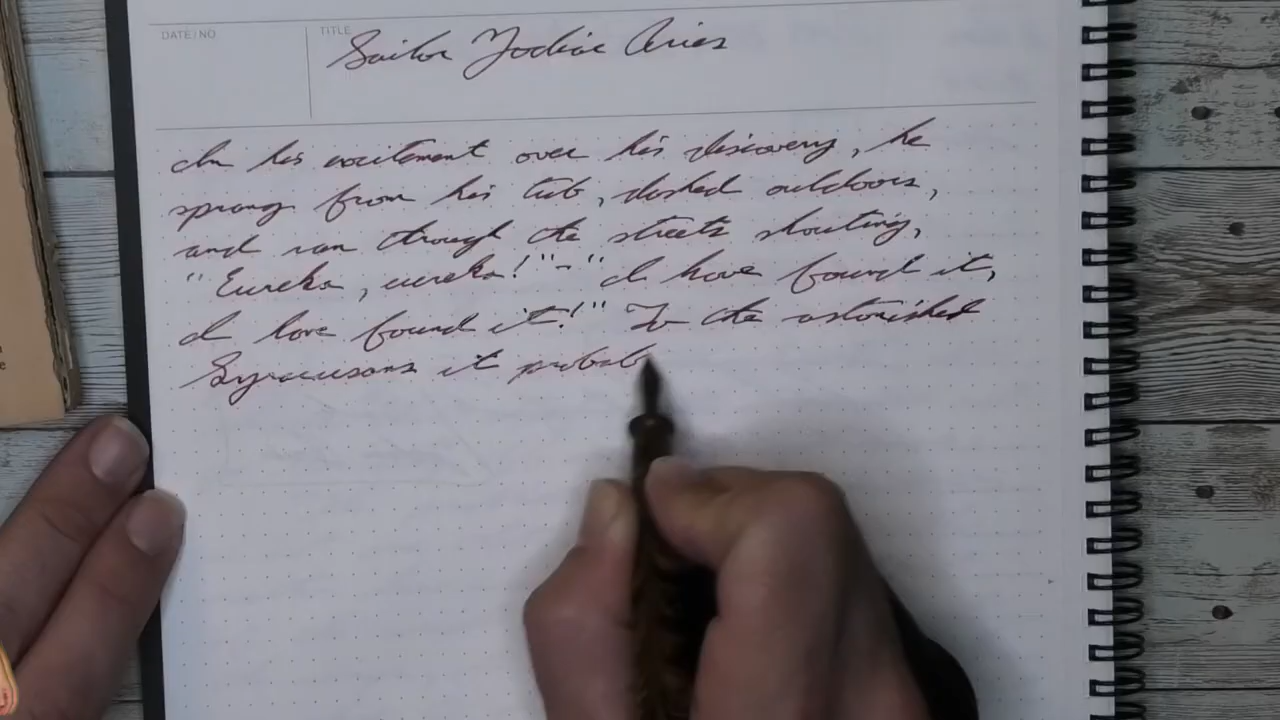 DATE/NO.
TITLE
Sailor Zodiac Aries
In his excitement over his discovery, he
sprang from his tub, dashed outdoors,
and ran through the streets shouting,
"Eureka, eureka!" - "I have found it,
I have found it!" To the astonished
Syracusans it probab
e